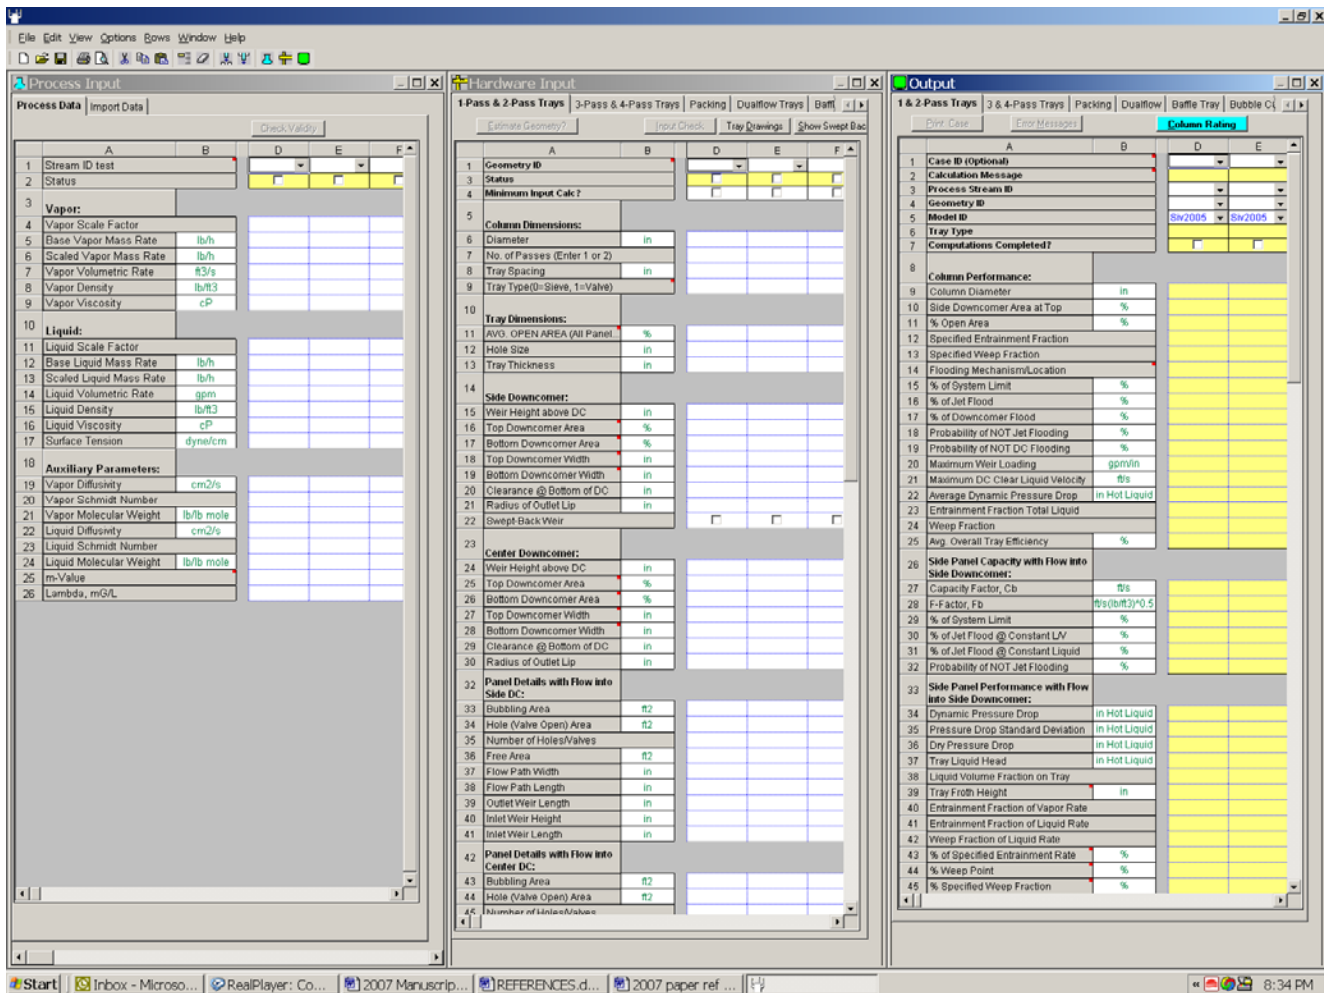 File Edit View Options Rows Window Help
Process Input
Process Data Import Data
Check Validity
A B D E F
1 Stream ID test
2 Status
3 Vapor:
4 Vapor Scale Factor
5 Base Vapor Mass Rate lb/h
6 Scaled Vapor Mass Rate lb/h
7 Vapor Volumetric Rate ft3/s
8 Vapor Density lb/ft3
9 Vapor Viscosity cP
10 Liquid:
11 Liquid Scale Factor
12 Base Liquid Mass Rate lb/h
13 Scaled Liquid Mass Rate lb/h
14 Liquid Volumetric Rate gpm
15 Liquid Density lb/ft3
16 Liquid Viscosity cP
17 Surface Tension dyne/cm
18 Auxiliary Parameters:
19 Vapor Diffusivity cm2/s
20 Vapor Schmidt Number
21 Vapor Molecular Weight lb/lb mole
22 Liquid Diffusivity cm2/s
23 Liquid Schmidt Number
24 Liquid Molecular Weight lb/lb mole
25 m-Value
26 Lambda, mG/L
Hardware Input
1-Pass & 2-Pass Trays 3-Pass & 4-Pass Trays Packing Dualflow Trays Baffl
Estimate Geometry? Input Check Tray Drawings Show Swept Bac
A B D E F
1 Geometry ID
3 Status
4 Minimum Input Calc?
5 Column Dimensions:
6 Diameter in
7 No. of Passes (Enter 1 or 2)
8 Tray Spacing in
9 Tray Type(0=Sieve, 1=Valve)
10 Tray Dimensions:
11 AVG. OPEN AREA (All Panel... %
12 Hole Size in
13 Tray Thickness in
14 Side Downcomer:
15 Weir Height above DC in
16 Top Downcomer Area %
17 Bottom Downcomer Area %
18 Top Downcomer Width in
19 Bottom Downcomer Width in
20 Clearance @ Bottom of DC in
21 Radius of Outlet Lip in
22 Swept-Back Weir
23 Center Downcomer:
24 Weir Height above DC in
25 Top Downcomer Area %
26 Bottom Downcomer Area %
27 Top Downcomer Width in
28 Bottom Downcomer Width in
29 Clearance @ Bottom of DC in
30 Radius of Outlet Lip in
32 Panel Details with Flow into
Side DC:
33 Bubbling Area ft2
34 Hole (Valve Open) Area ft2
35 Number of Holes/Valves
36 Free Area ft2
37 Flow Path Width in
38 Flow Path Length in
39 Outlet Weir Length in
40 Inlet Weir Height in
41 Inlet Weir Length in
42 Panel Details with Flow into
Center DC:
43 Bubbling Area ft2
44 Hole (Valve Open) Area ft2
45 Number of Holes/Valves
Output
1 & 2-Pass Trays 3 & 4-Pass Trays Packing Dualflow Baffle Tray Bubble C
Print Case Error Messages Column Rating
A B D E
1 Case ID (Optional)
2 Calculation Message
3 Process Stream ID
4 Geometry ID
5 Model ID Siv2005 Siv2005
6 Tray Type
7 Computations Completed?
8 Column Performance:
9 Column Diameter in
10 Side Downcomer Area at Top %
11 % Open Area %
12 Specified Entrainment Fraction
13 Specified Weep Fraction
14 Flooding Mechanism/Location
15 % of System Limit %
16 % of Jet Flood %
17 % of Downcomer Flood %
18 Probability of NOT Jet Flooding %
19 Probability of NOT DC Flooding %
20 Maximum Weir Loading gpm/in
21 Maximum DC Clear Liquid Velocity ft/s
22 Average Dynamic Pressure Drop in Hot Liquid
23 Entrainment Fraction Total Liquid
24 Weep Fraction
25 Avg. Overall Tray Efficiency %
26 Side Panel Capacity with Flow into
Side Downcomer:
27 Capacity Factor, Cb ft/s
28 F-Factor, Fb ft/s(lb/ft3)^0.5
29 % of System Limit %
30 % of Jet Flood @ Constant L/V %
31 % of Jet Flood @ Constant Liquid %
32 Probability of NOT Jet Flooding %
33 Side Panel Performance with Flow
into Side Downcomer:
34 Dynamic Pressure Drop in Hot Liquid
35 Pressure Drop Standard Deviation in Hot Liquid
36 Dry Pressure Drop in Hot Liquid
37 Tray Liquid Head in Hot Liquid
38 Liquid Volume Fraction on Tray
39 Tray Froth Height in
40 Entrainment Fraction of Vapor Rate
41 Entrainment Fraction of Liquid Rate
42 Weep Fraction of Liquid Rate
43 % of Specified Entrainment Rate %
44 % Weep Point %
45 % Specified Weep Fraction %
Start Inbox - Microso... RealPlayer: Co... 2007 Manuscrip... REFERENCES.d... 2007 paper ref ... 8:34 PM